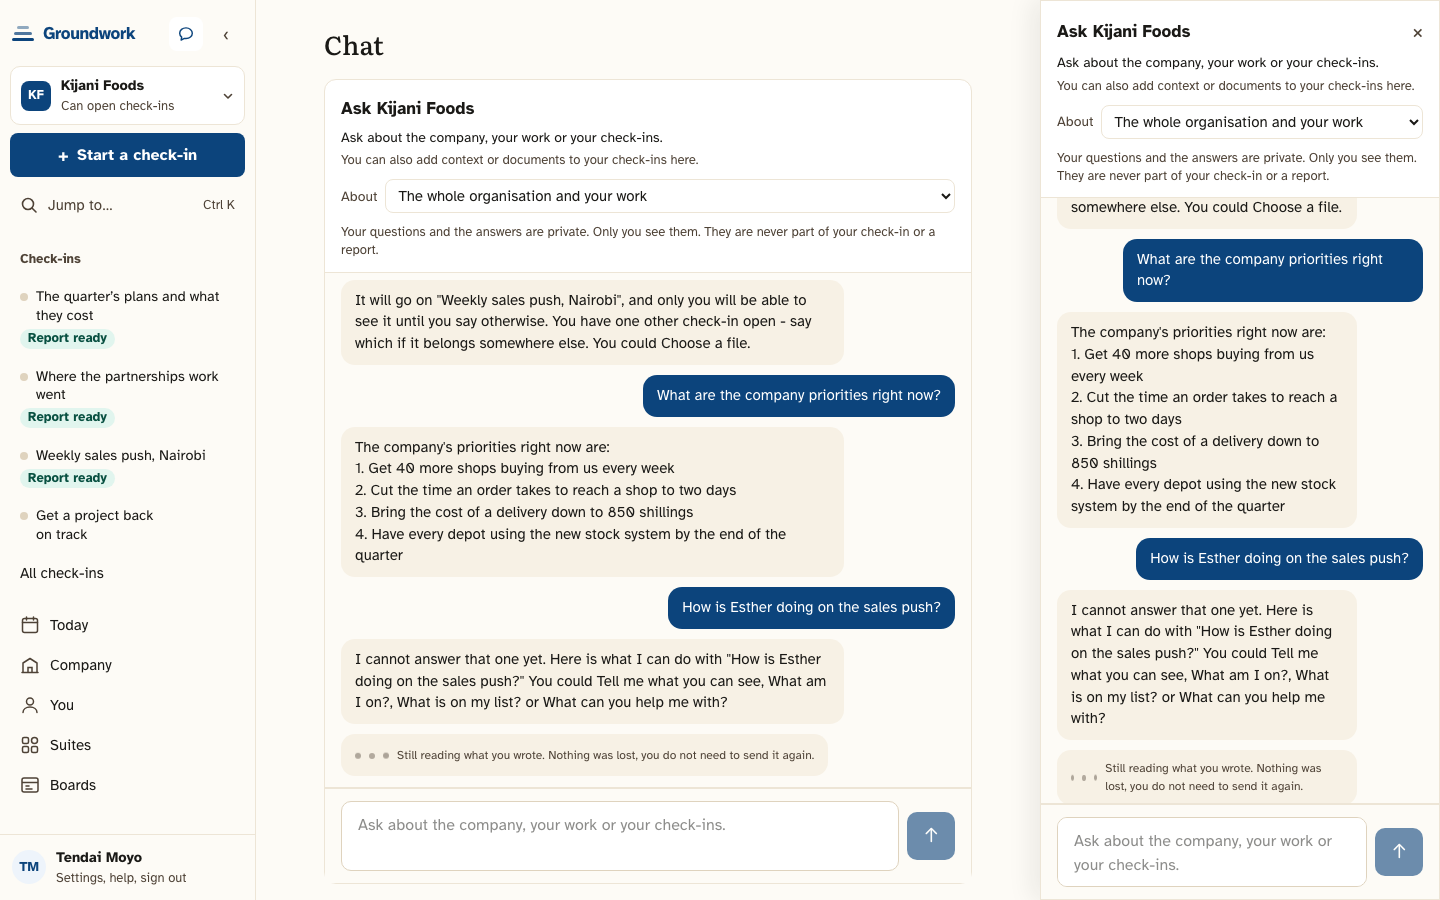 Groundwork
KF
Kijani Foods
Can open check-ins
+ Start a check-in
Jump to...
Ctrl K
Check-ins
The quarter's plans and what
they cost
Report ready
Where the partnerships work
went
Report ready
Weekly sales push, Nairobi
Report ready
Get a project back
on track
All check-ins
Today
Company
You
Suites
Boards
TM
Tendai Moyo
Settings, help, sign out
Chat
Ask Kijani Foods
Ask about the company, your work or your check-ins.
You can also add context or documents to your check-ins here.
About
The whole organisation and your work
Your questions and the answers are private. Only you see them. They are never part of your check-in or a
report.
It will go on "Weekly sales push, Nairobi", and only you will be able to
see it until you say otherwise. You have one other check-in open - say
which if it belongs somewhere else. You could Choose a file.
What are the company priorities right now?
The company's priorities right now are:
1. Get 40 more shops buying from us every week
2. Cut the time an order takes to reach a shop to two days
3. Bring the cost of a delivery down to 850 shillings
4. Have every depot using the new stock system by the end of the
quarter
How is Esther doing on the sales push?
I cannot answer that one yet. Here is what I can do with "How is Esther
doing on the sales push?" You could Tell me what you can see, What am
I on?, What is on my list? or What can you help me with?
Still reading what you wrote. Nothing was lost, you do not need to send it again.
Ask about the company, your work or your check-ins.
Ask Kijani Foods
Ask about the company, your work or your check-ins.
You can also add context or documents to your check-ins here.
About
The whole organisation and your work
Your questions and the answers are private. Only you see them.
They are never part of your check-in or a report.
somewhere else. You could Choose a file.
What are the company priorities right
now?
The company's priorities right now are:
1. Get 40 more shops buying from us
every week
2. Cut the time an order takes to reach a
shop to two days
3. Bring the cost of a delivery down to
850 shillings
4. Have every depot using the new stock
system by the end of the quarter
How is Esther doing on the sales push?
I cannot answer that one yet. Here is
what I can do with "How is Esther doing
on the sales push?" You could Tell me
what you can see, What am I on?, What
is on my list? or What can you help me
with?
Still reading what you wrote. Nothing was
lost, you do not need to send it again.
Ask about the company, your work or
your check-ins.